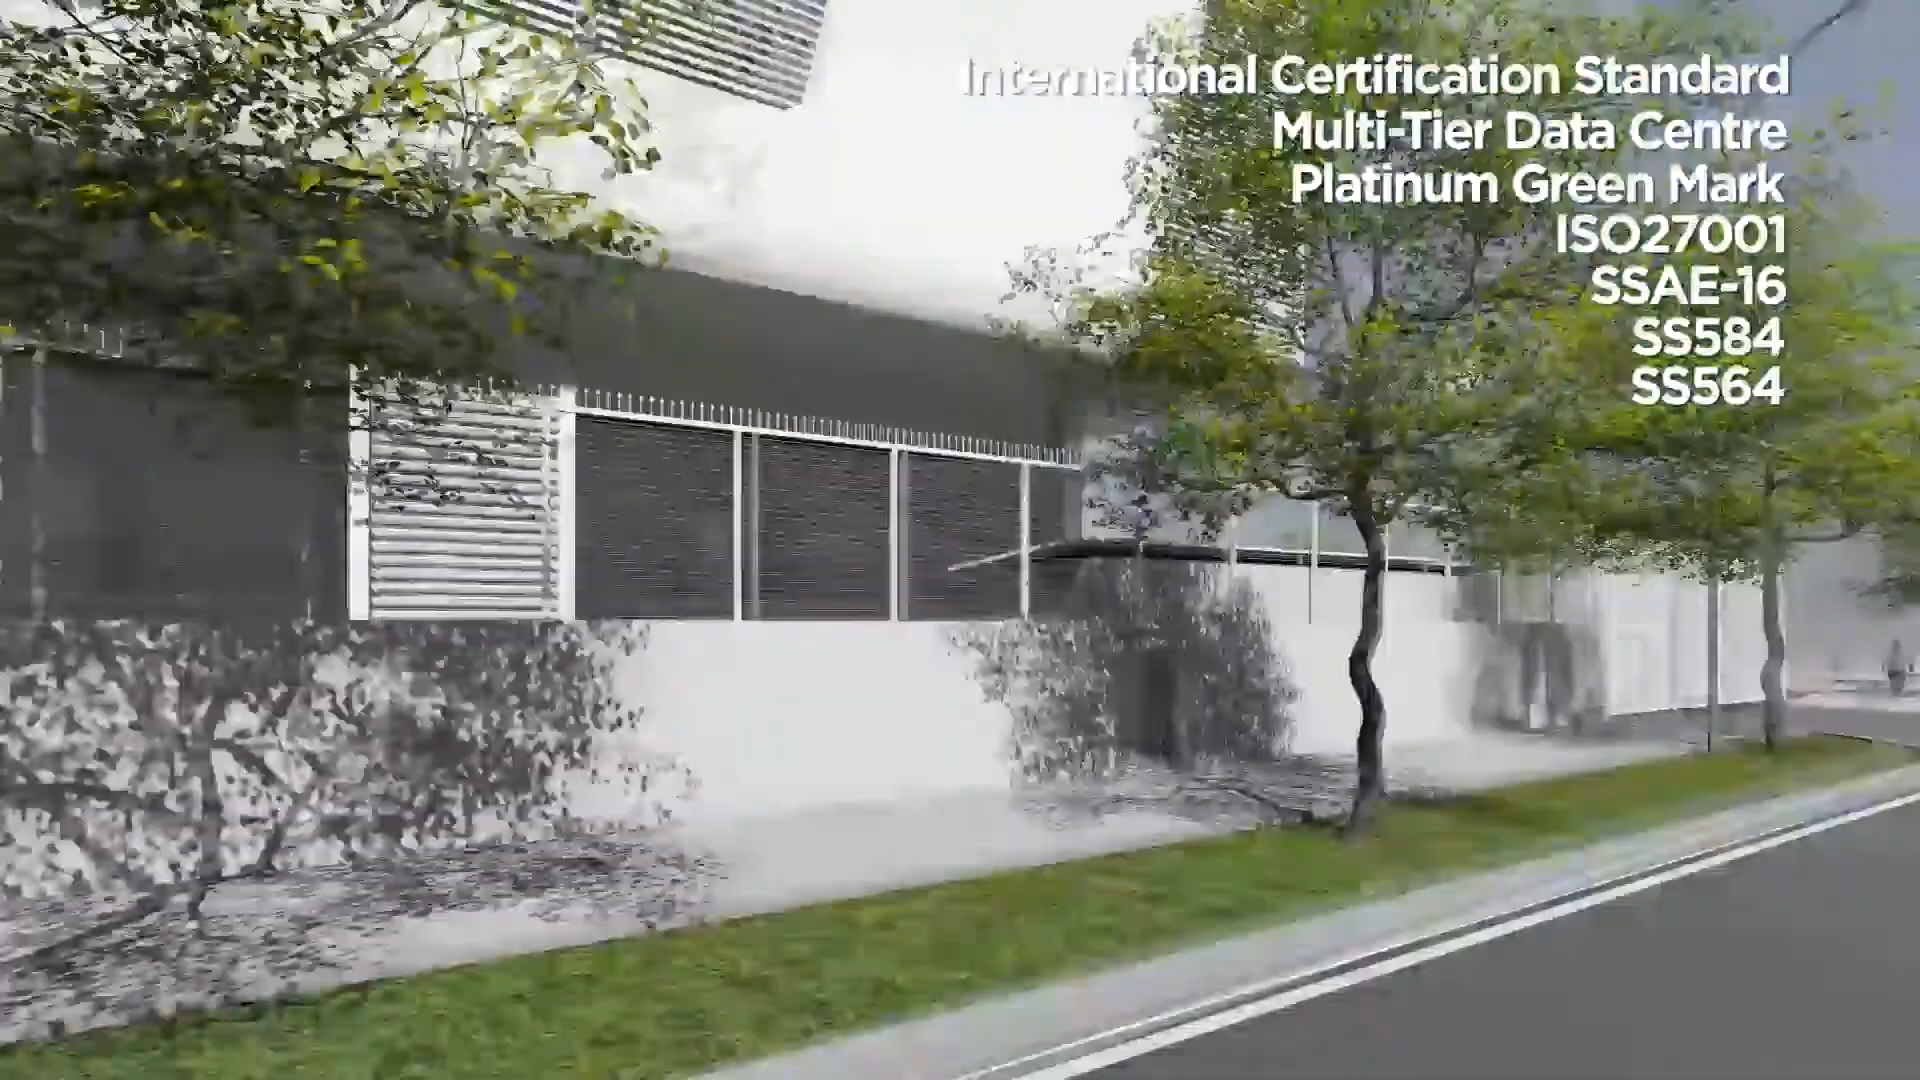 International Certification Standard
Multi-Tier Data Centre
Platinum Green Mark
ISO27001
SSAE-16
SS584
SS564